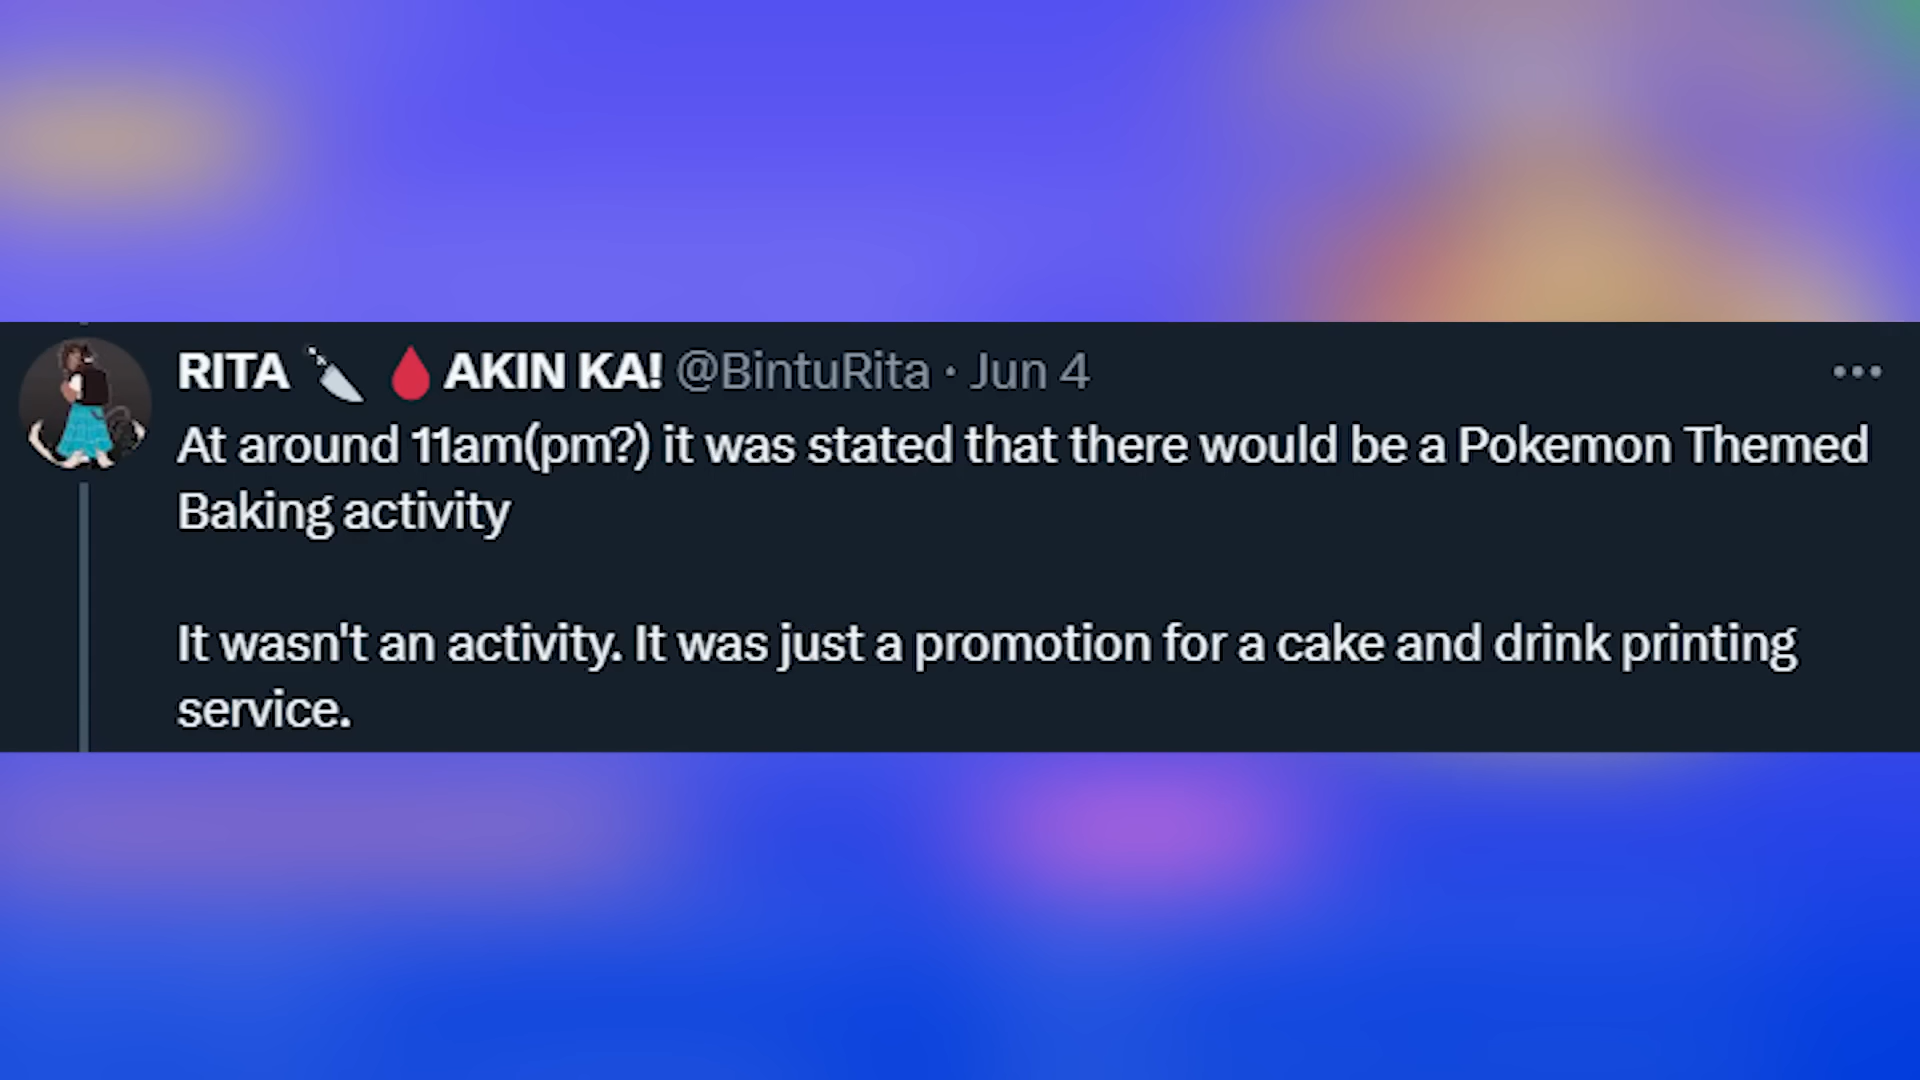 RITA 🔪 🩸 AKIN KA! @BintuRita · Jun 4
At around 11am(pm?) it was stated that there would be a Pokemon Themed
Baking activity
It wasn't an activity. It was just a promotion for a cake and drink printing
service.